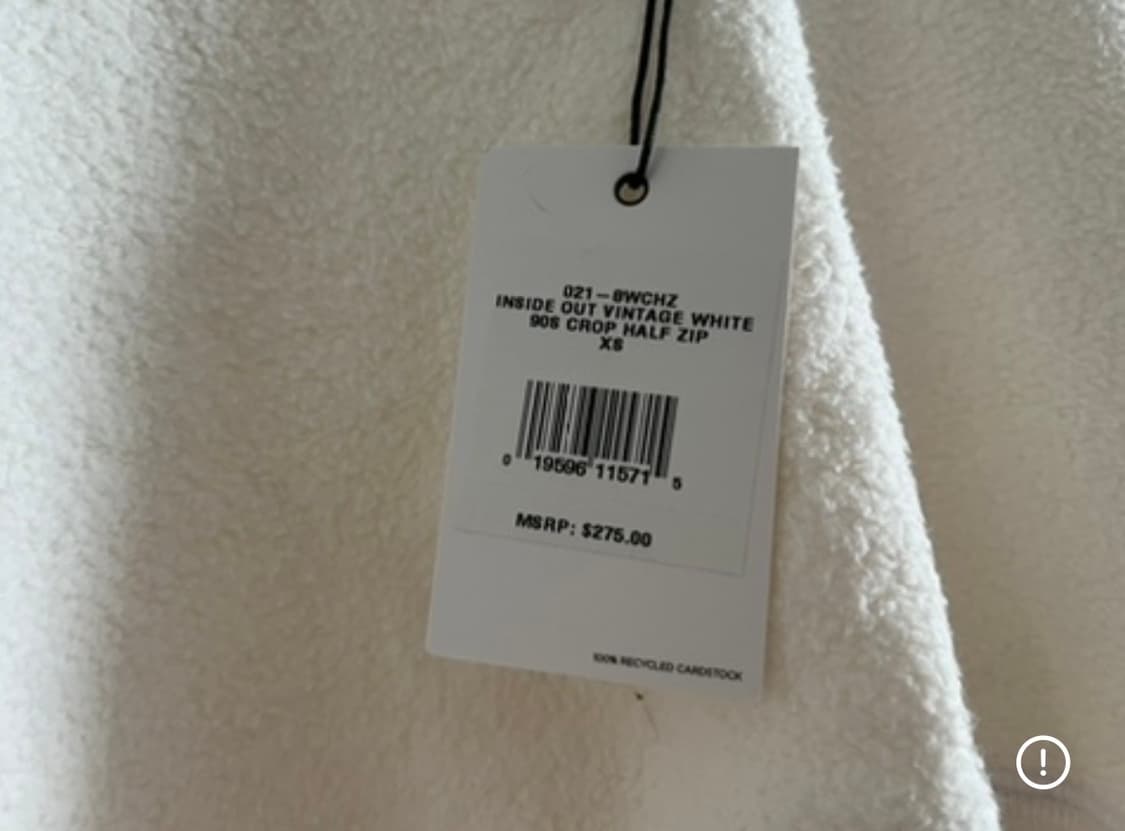 021-8WCHZ
INSIDE OUT VINTAGE WHITE
90S CROP HALF ZIP
XS
0 19596 11571 5
MSRP: $275.00
100% RECYCLED CARDSTOCK